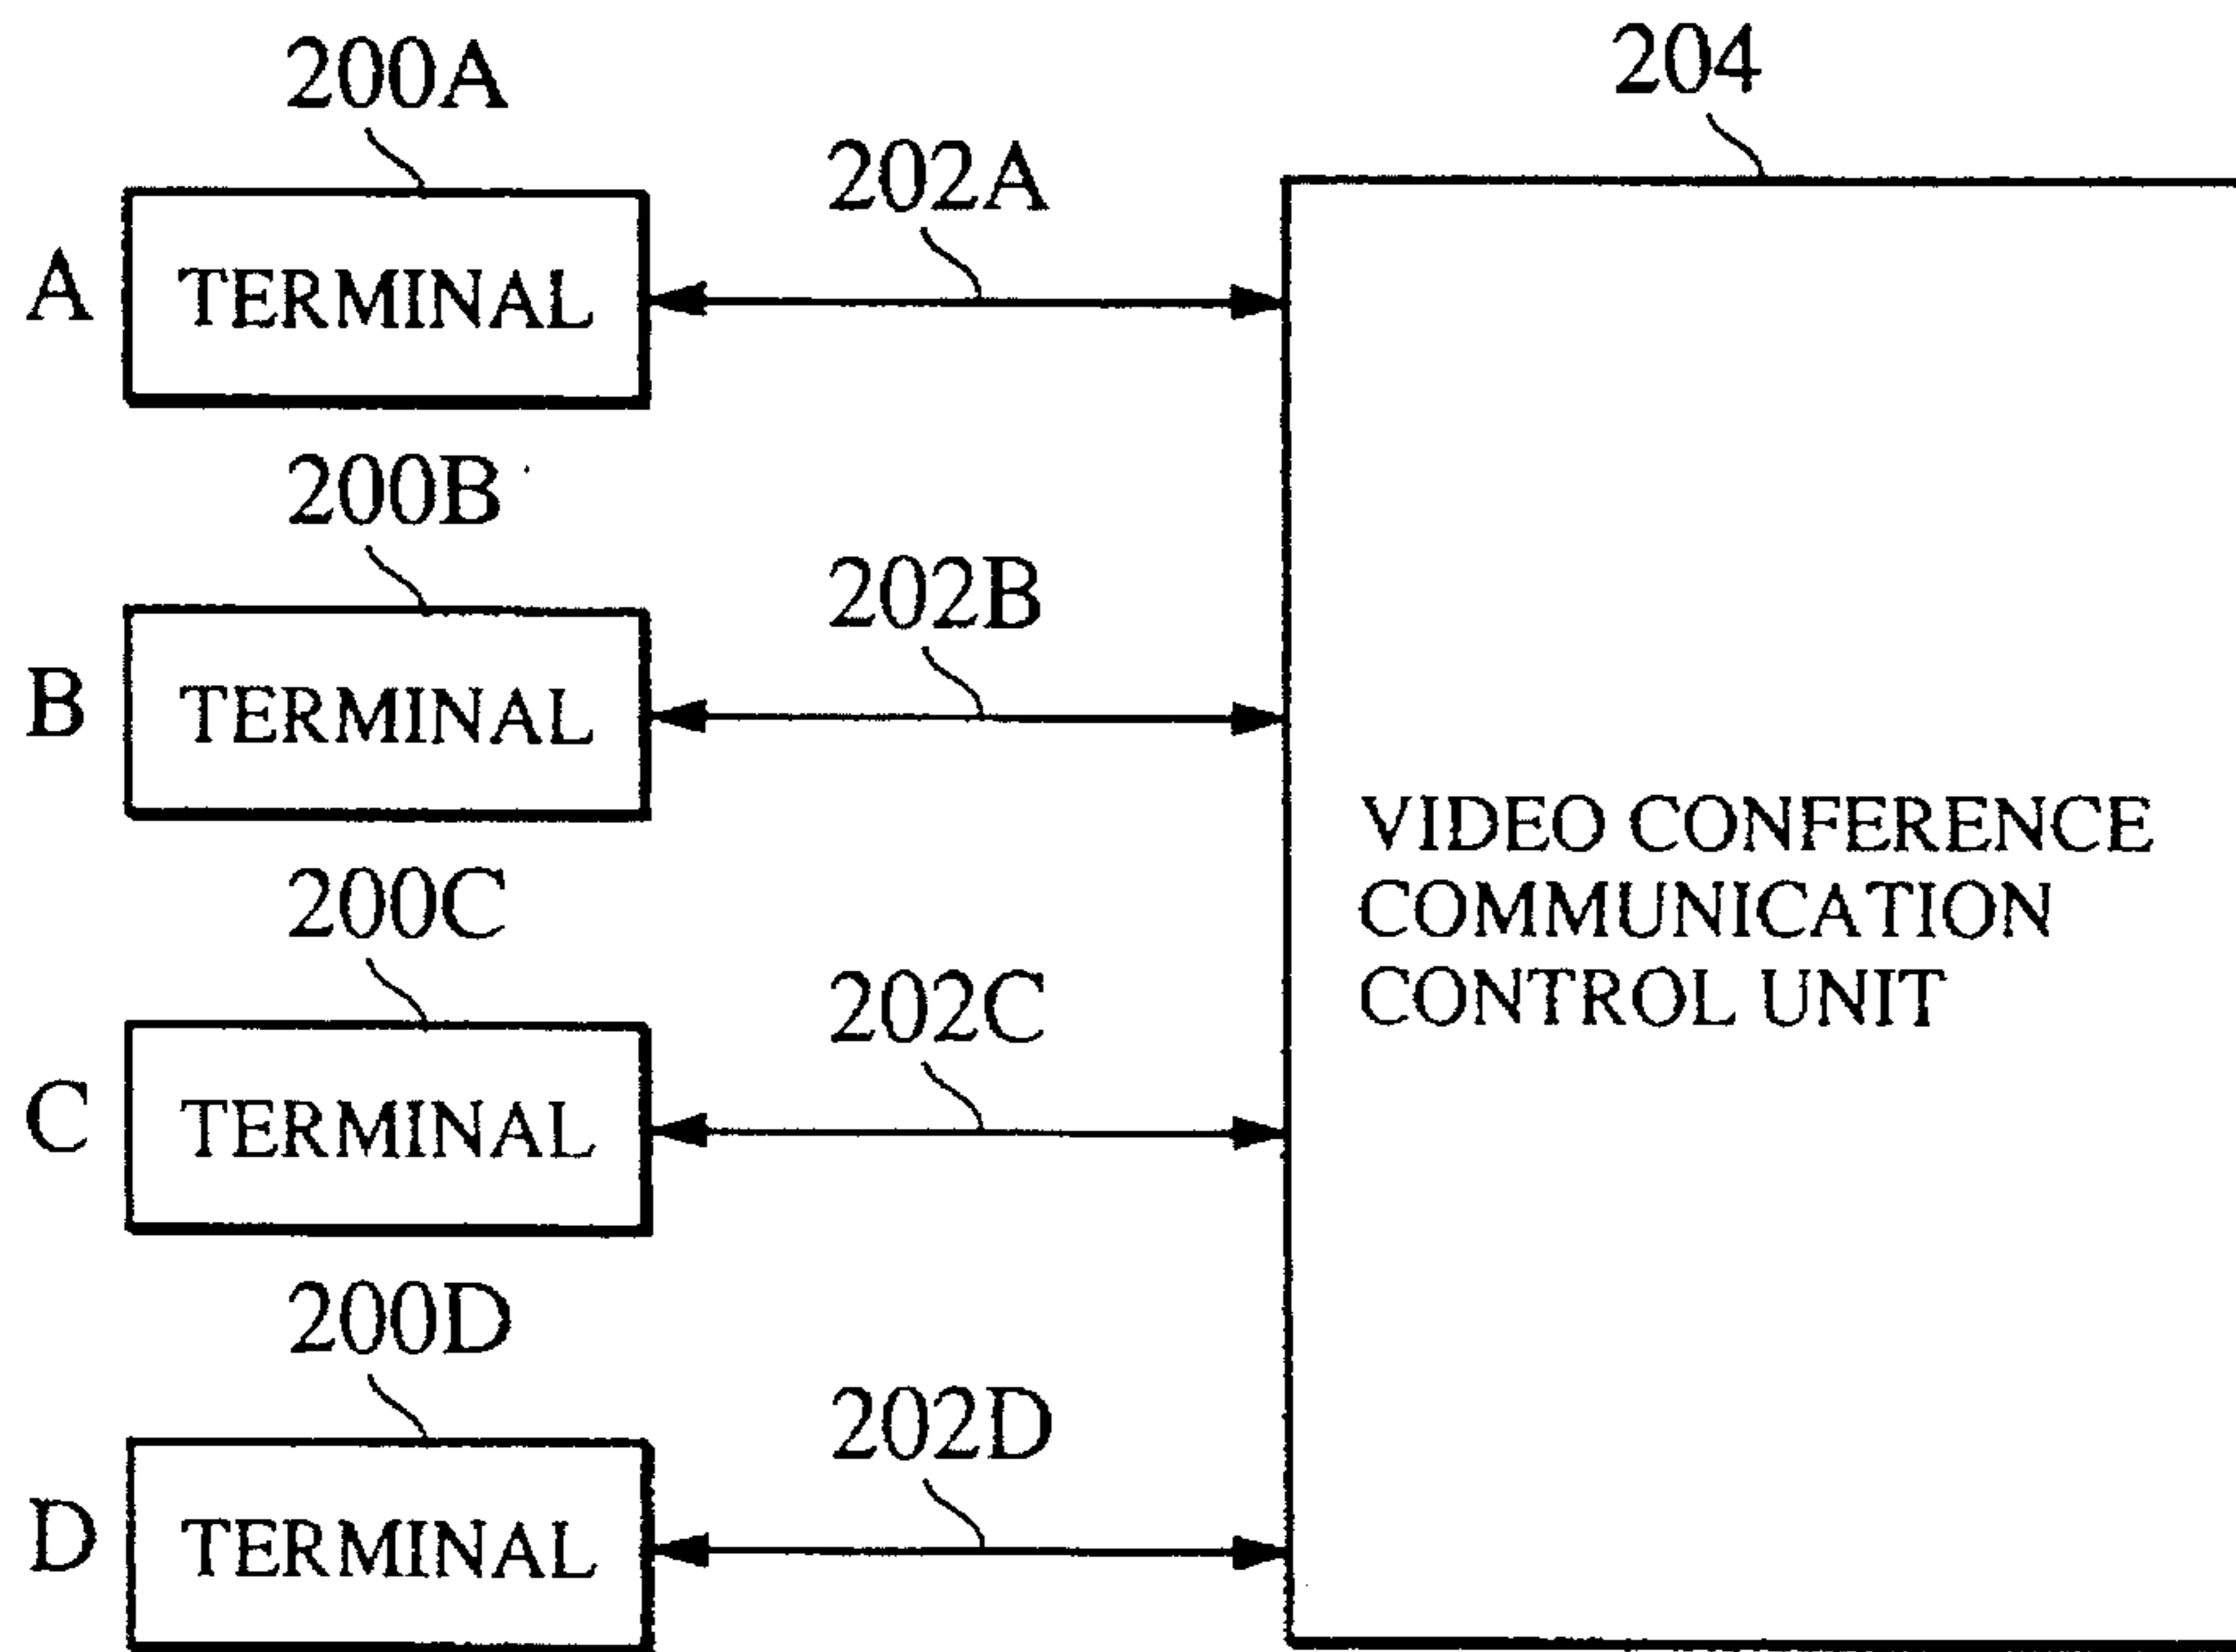 200A
204
202A
A
TERMINAL
200B
202B
B
TERMINAL
VIDEO CONFERENCE
COMMUNICATION
CONTROL UNIT
200C
202C
C
TERMINAL
200D
202D
D
TERMINAL